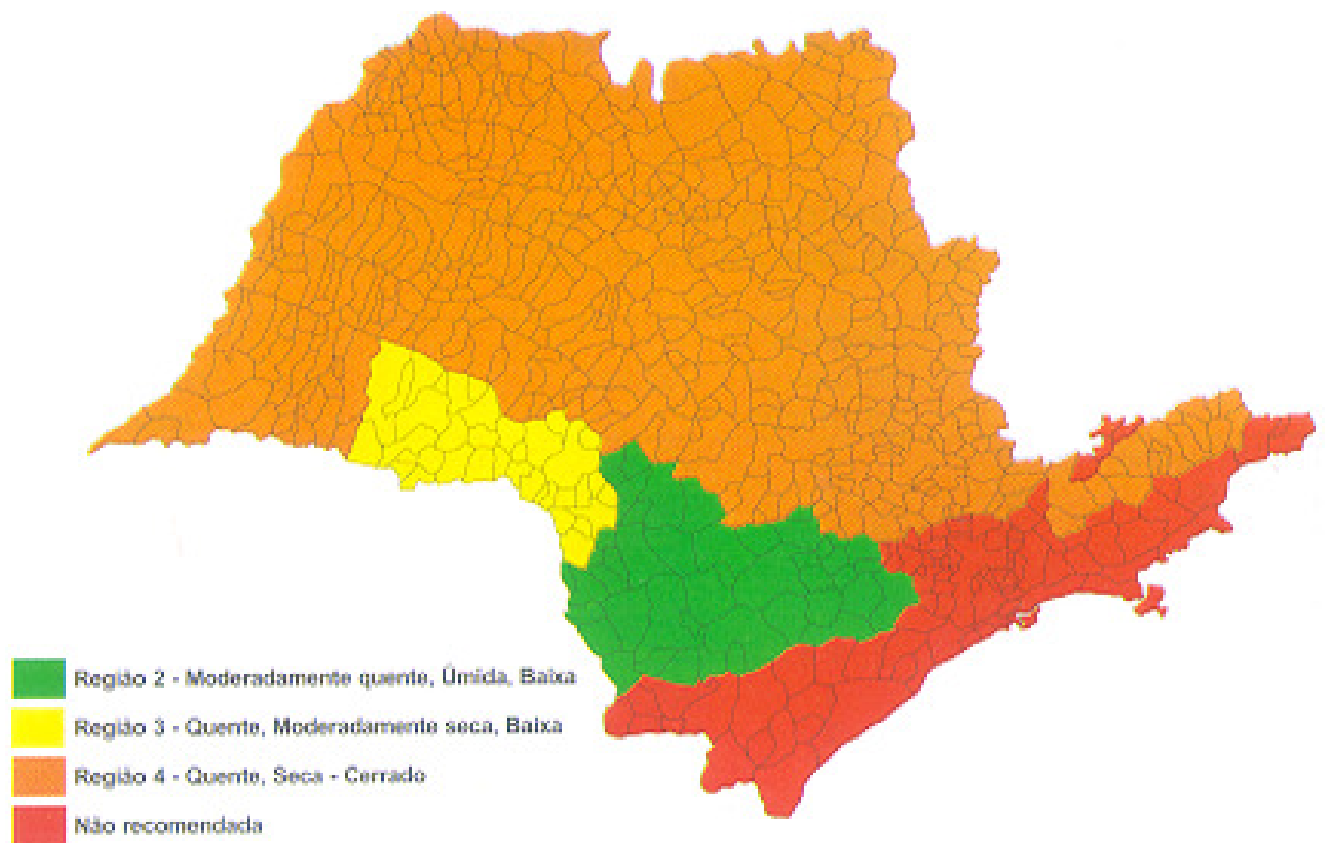 Região 2 - Moderadamente quente, Úmida, Baixa
Região 3 - Quente, Moderadamente seca, Baixa
Região 4 - Quente, Seca - Cerrado
Não recomendada